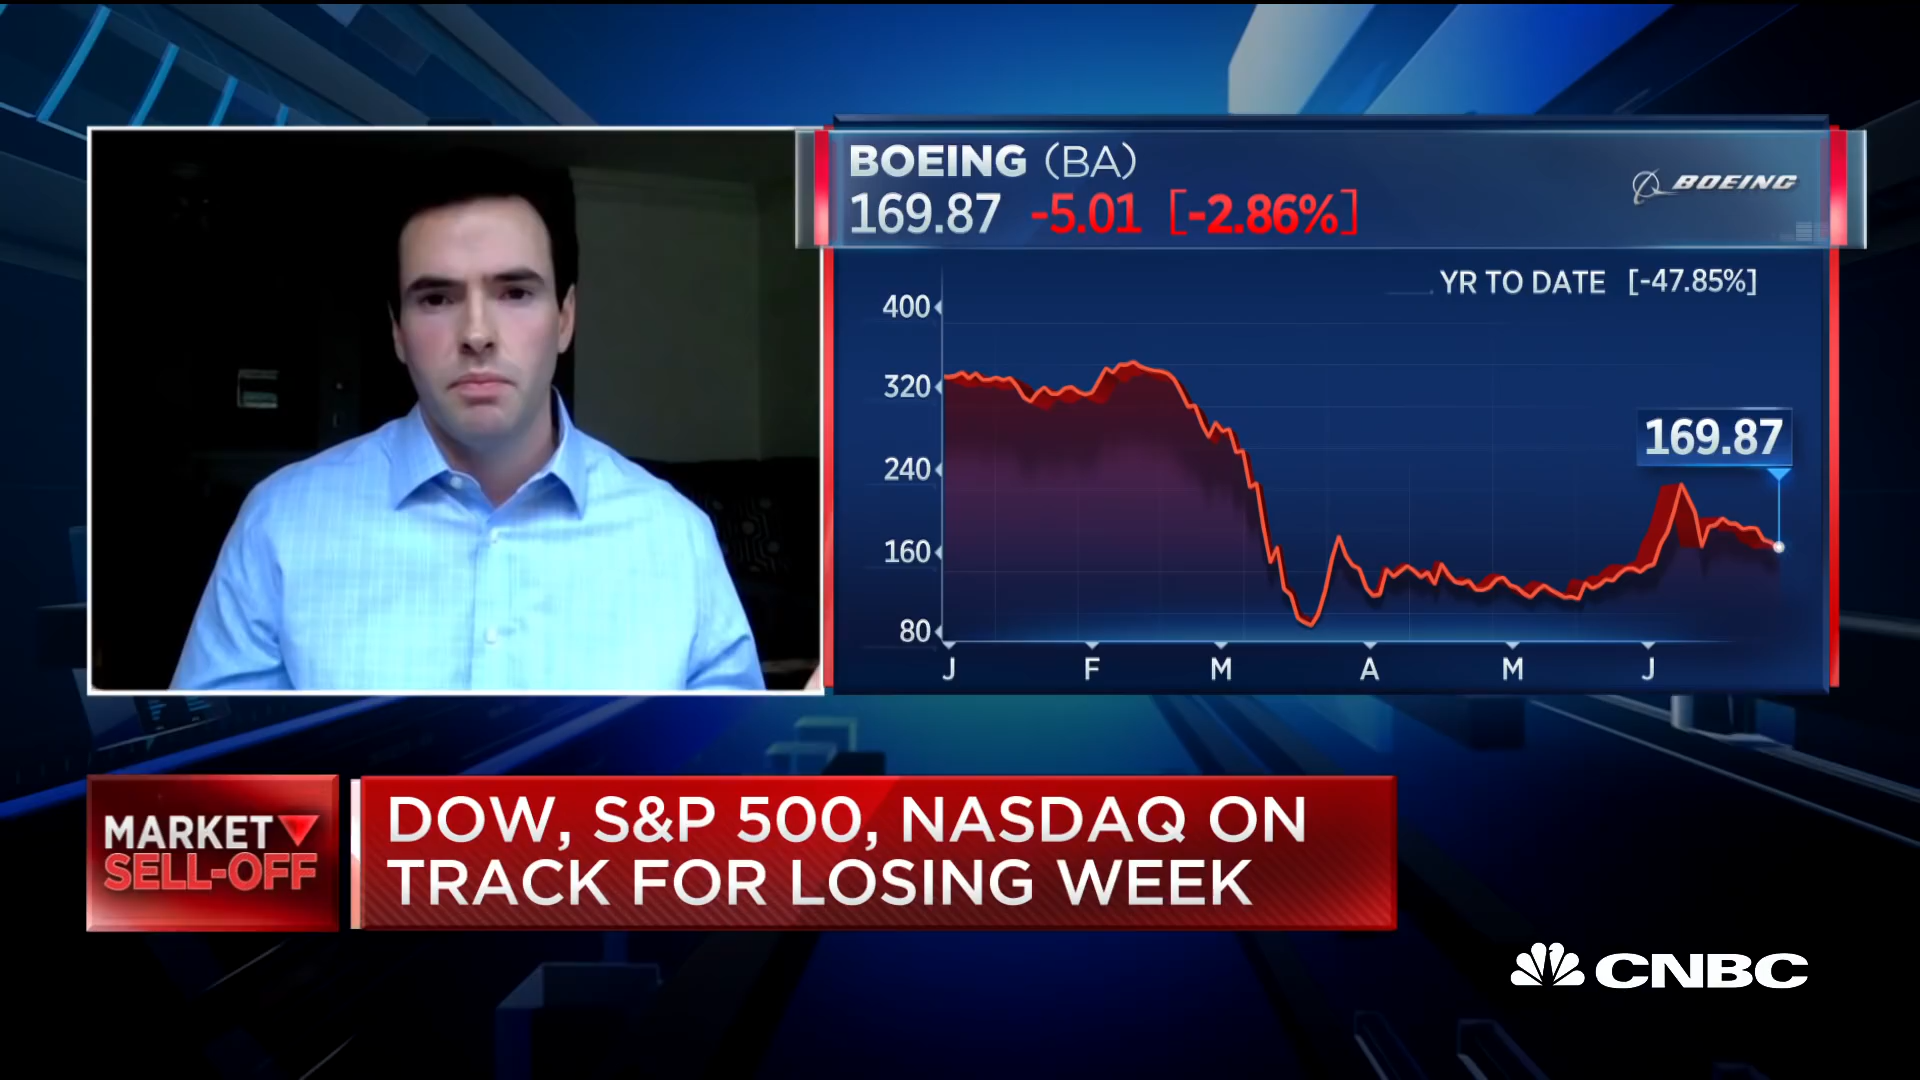 BOEING (BA)
169.87 -5.01 [-2.86%]
BOEING
YR TO DATE [-47.85%]
400
320
240
160
80
169.87
J F M A M J
MARKET
SELL-OFF
DOW, S&P 500, NASDAQ ON
TRACK FOR LOSING WEEK
CNBC